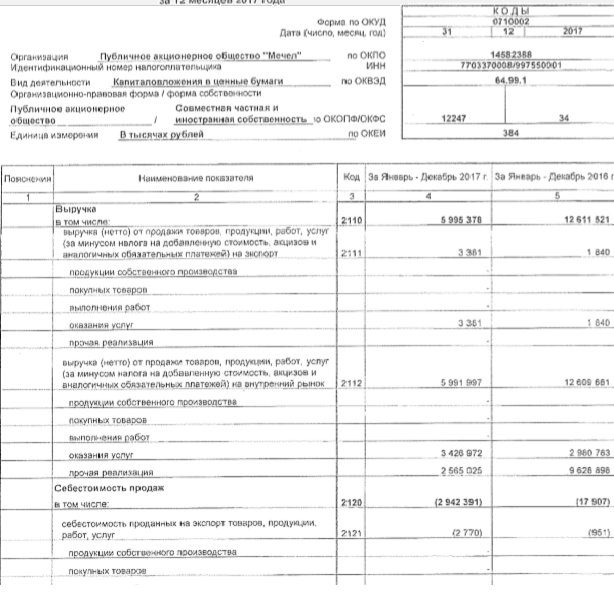 за 12 месяцев 2017 года
КОДЫ
Форма по ОКУД 0710002
Дата (число, месяц, год) 31 12 2017
Организация Публичное акционерное общество "Мечел" по ОКПО 14582368
Идентификационный номер налогоплательщика ИНН 7703370008/997550001
Вид деятельности Капиталовложения в ценные бумаги по ОКВЭД 64.99.1
Организационно-правовая форма / форма собственности
Публичное акционерное Совместная частная и
общество / иностранная собственность по ОКОПФ/ОКФС 12247 34
Единица измерения В тысячах рублей по ОКЕИ 384
Пояснения Наименование показателя Код За Январь - Декабрь 2017 г. За Январь - Декабрь 2016 г
1 2 3 4 5
Выручка
в том числе: 2110 5 995 378 12 611 521
выручка (нетто) от продажи товаров, продукции, работ, услуг
(за минусом налога на добавленную стоимость, акцизов и
аналогичных обязательных платежей) на экспорт 2111 3 381 1 840
продукции собственного производства -
покупных товаров -
выполнения работ -
оказания услуг 3 381 1 840
прочая реализация -
выручка (нетто) от продажи товаров, продукции, работ, услуг
(за минусом налога на добавленную стоимость, акцизов и
аналогичных обязательных платежей) на внутренний рынок 2112 5 991 997 12 609 681
продукции собственного производства -
покупных товаров -
выполнения работ -
оказания услуг 3 426 972 2 980 783
прочая реализация 2 565 025 9 628 898
Себестоимость продаж
в том числе: 2120 (2 942 391) (17 907)
себестоимость проданных на экспорт товаров, продукции,
работ, услуг 2121 (2 770) (951)
продукции собственного производства -
покупных товаров -